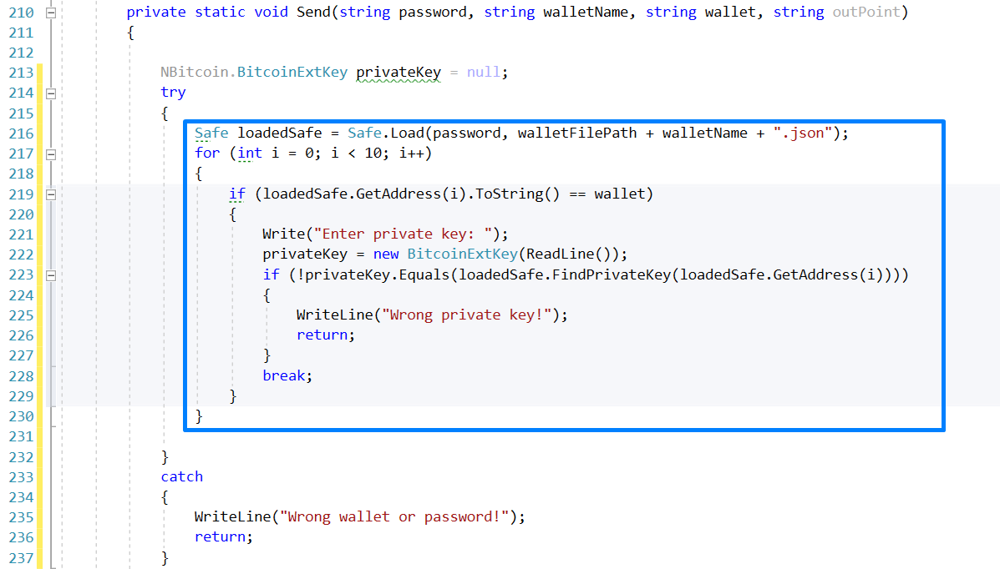 210 private static void Send(string password, string walletName, string wallet, string outPoint)
211 {
212
213 NBitcoin.BitcoinExtKey privateKey = null;
214 try
215 {
216 Safe loadedSafe = Safe.Load(password, walletFilePath + walletName + ".json");
217 for (int i = 0; i < 10; i++)
218 {
219 if (loadedSafe.GetAddress(i).ToString() == wallet)
220 {
221 Write("Enter private key: ");
222 privateKey = new BitcoinExtKey(ReadLine());
223 if (!privateKey.Equals(loadedSafe.FindPrivateKey(loadedSafe.GetAddress(i))))
224 {
225 WriteLine("Wrong private key!");
226 return;
227 }
228 break;
229 }
230 }
231
232 }
233 catch
234 {
235 WriteLine("Wrong wallet or password!");
236 return;
237 }